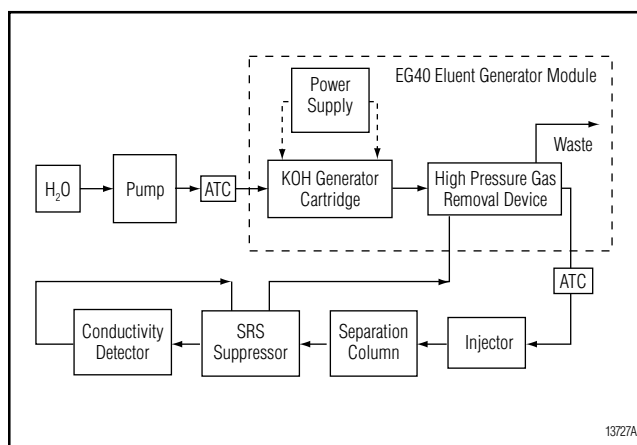 EG40 Eluent Generator Module
Power
Supply
Waste
H₂O
Pump
ATC
KOH Generator
Cartridge
High Pressure Gas
Removal Device
ATC
Conductivity
Detector
SRS
Suppressor
Separation
Column
Injector
13727A